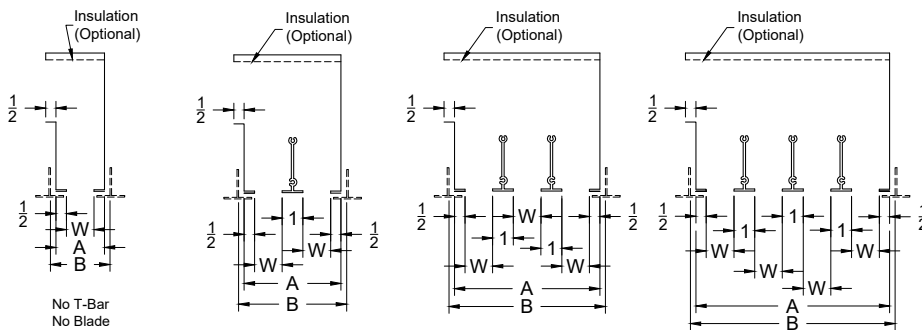 Insulation
(Optional)
1/2
1/2
W
A
B
No T-Bar
No Blade
Insulation
(Optional)
1/2
1
1/2
1/2
W
W
A
B
Insulation
(Optional)
1/2
1/2
W
1/2
1
1
W
W
A
B
Insulation
(Optional)
1/2
1/2
1
1
1/2
1
W
W
W
W
A
B